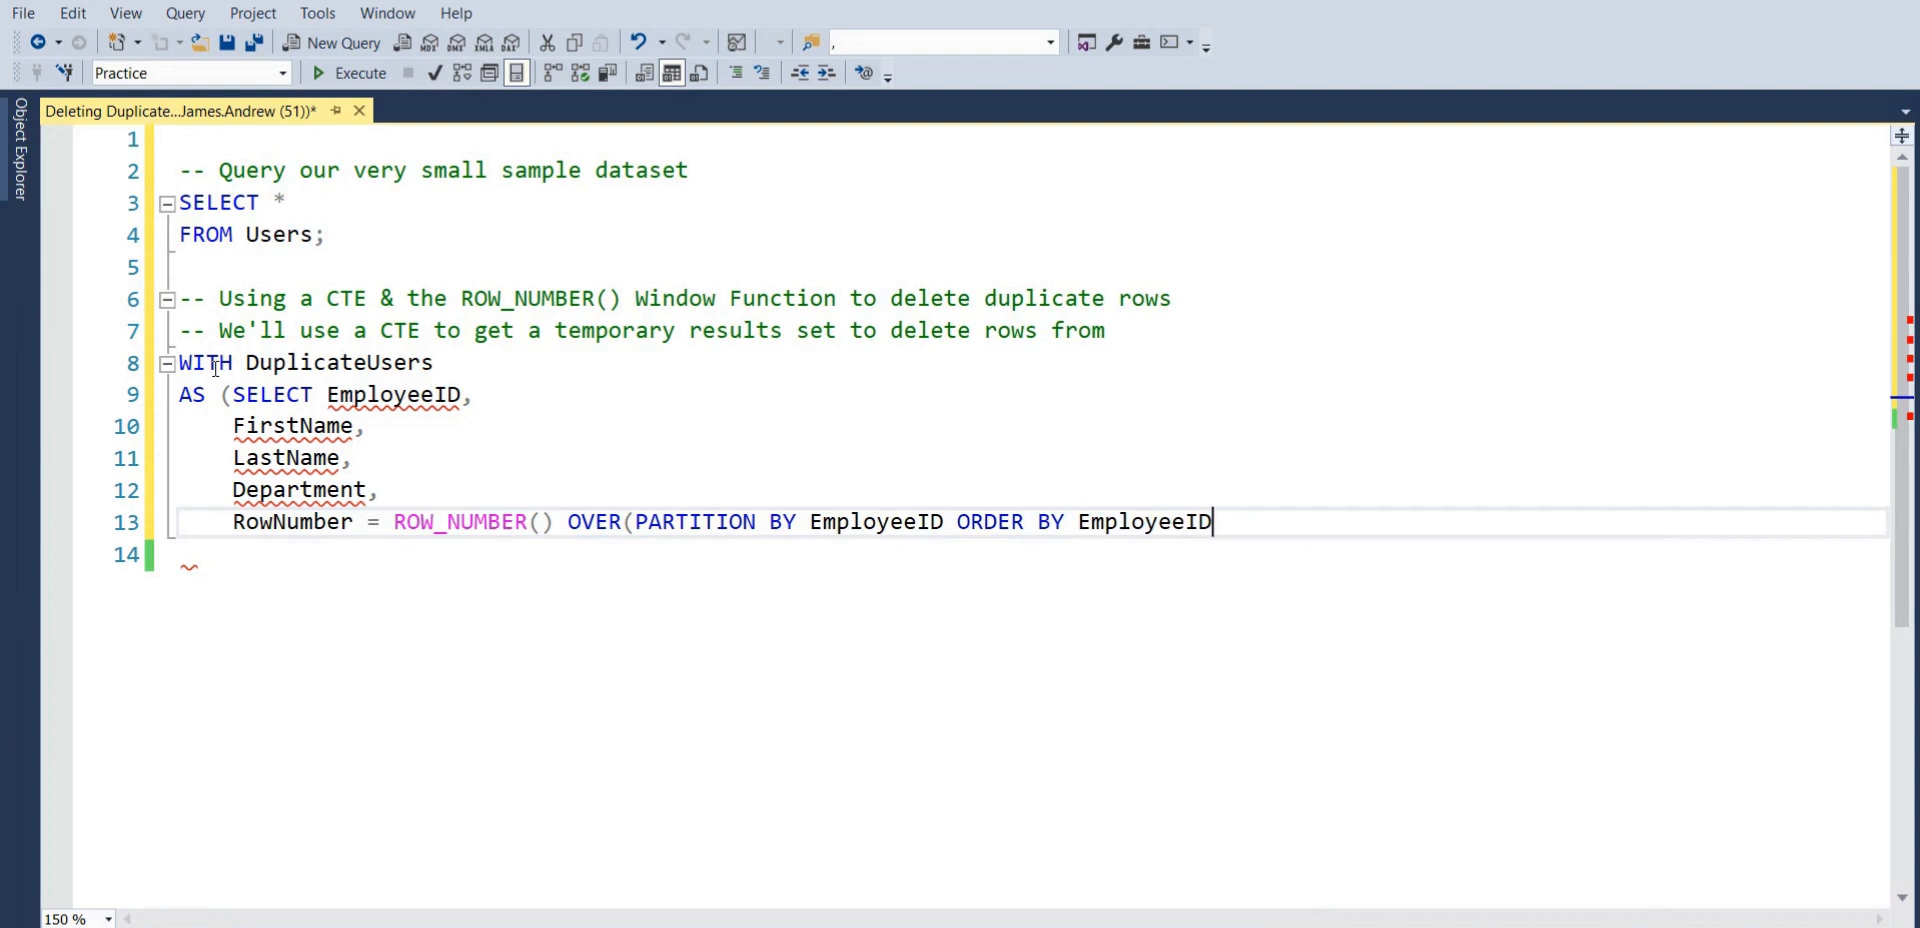 File Edit View Query Project Tools Window Help
New Query MDX DMX XMLA DAX ,
Practice Execute
Object Explorer
Deleting Duplicate...James.Andrew (51))*
1
2 -- Query our very small sample dataset
3 SELECT *
4 FROM Users;
5
6 -- Using a CTE & the ROW_NUMBER() Window Function to delete duplicate rows
7 -- We'll use a CTE to get a temporary results set to delete rows from
8 WITH DuplicateUsers
9 AS (SELECT EmployeeID,
10 FirstName,
11 LastName,
12 Department,
13 RowNumber = ROW_NUMBER() OVER(PARTITION BY EmployeeID ORDER BY EmployeeID
14
150 %